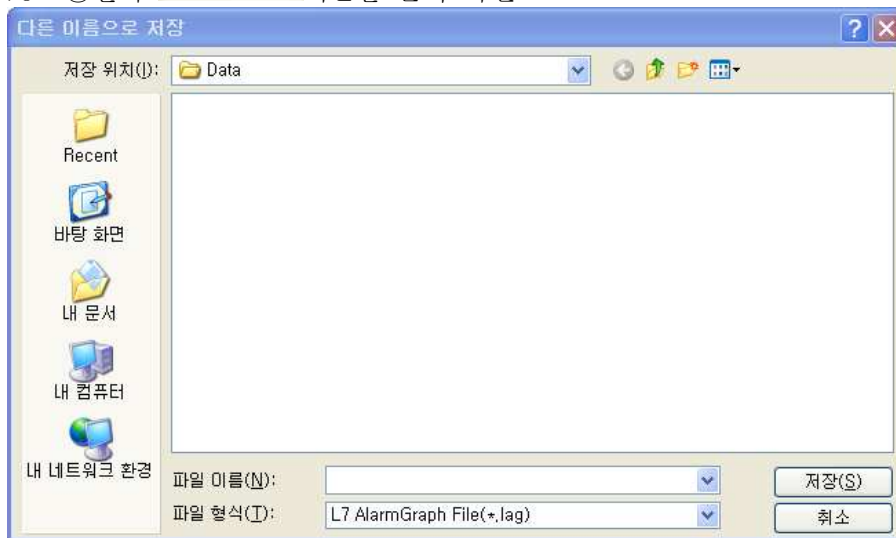 다른 이름으로 저장
저장 위치(I): Data
Recent
바탕 화면
내 문서
내 컴퓨터
내 네트워크 환경
파일 이름(N):
저장(S)
파일 형식(T): L7 AlarmGraph File(*.lag)
취소